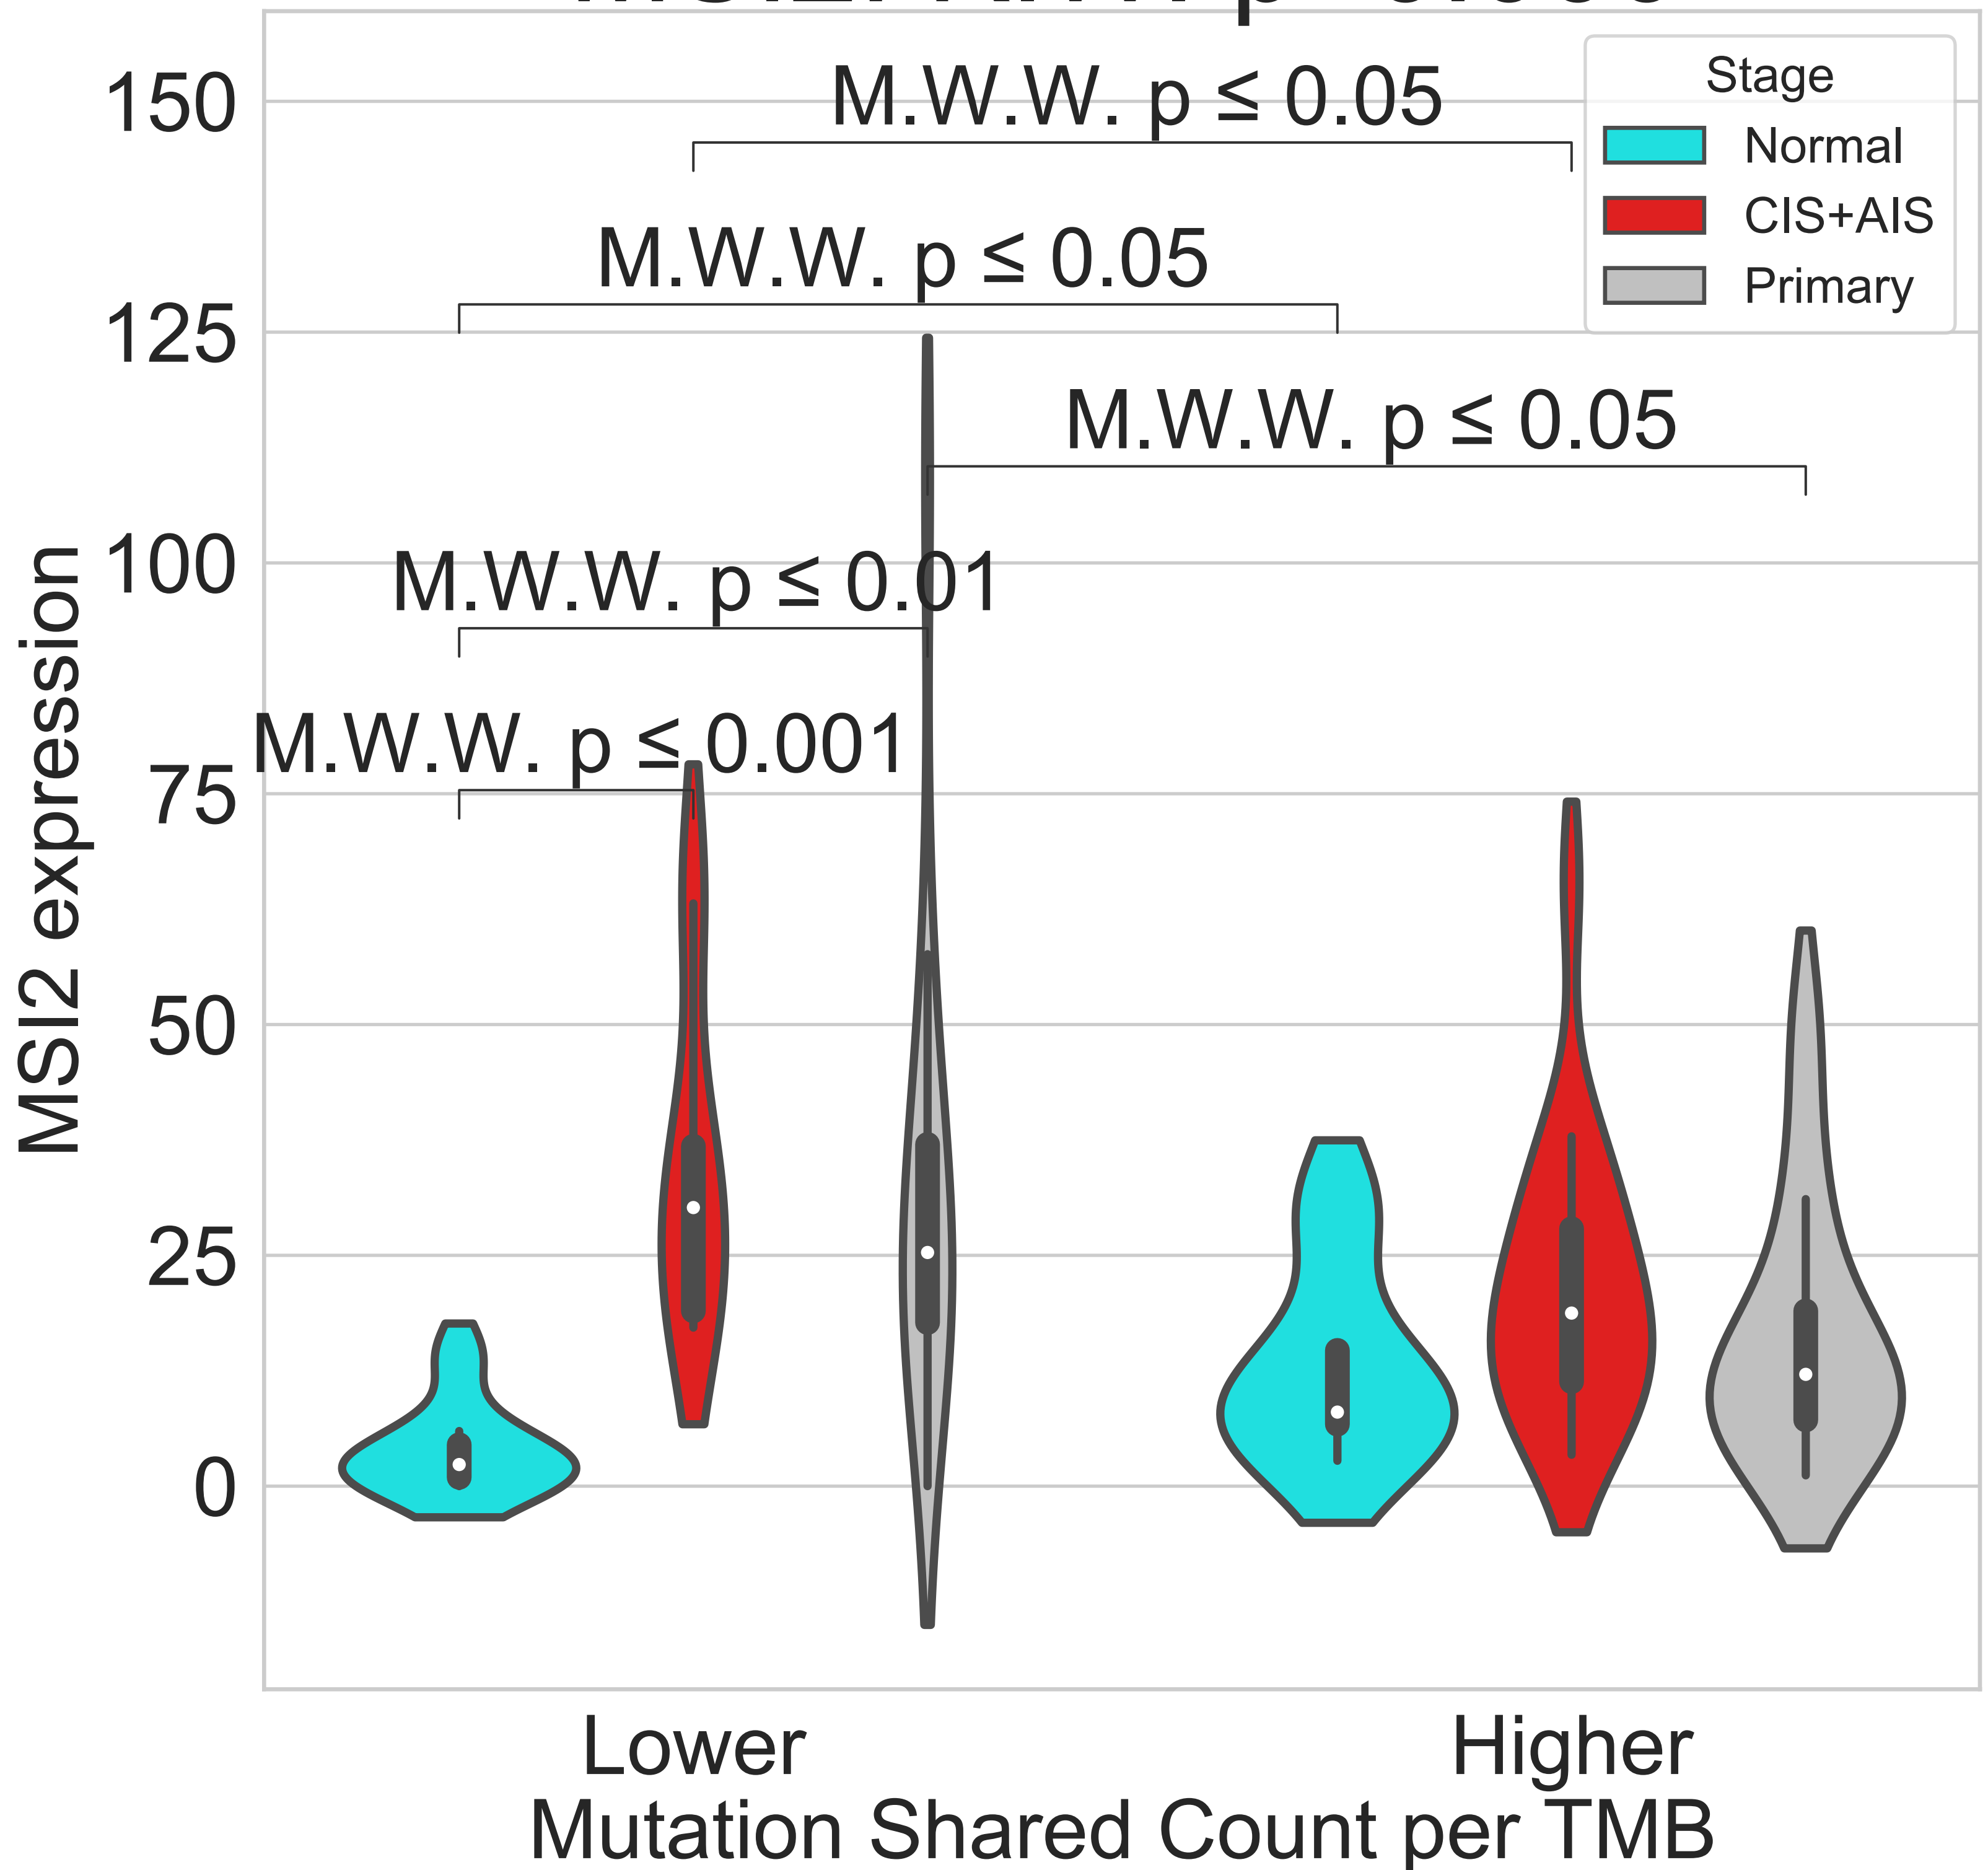 M.W.W. p ≤ 0.05
M.W.W. p ≤ 0.05
M.W.W. p ≤ 0.05
M.W.W. p ≤ 0.01
M.W.W. p ≤ 0.001
Stage
Normal
CIS+AIS
Primary
150
125
100
75
50
25
0
MSI2 expression
Lower
Higher
Mutation Shared Count per TMB